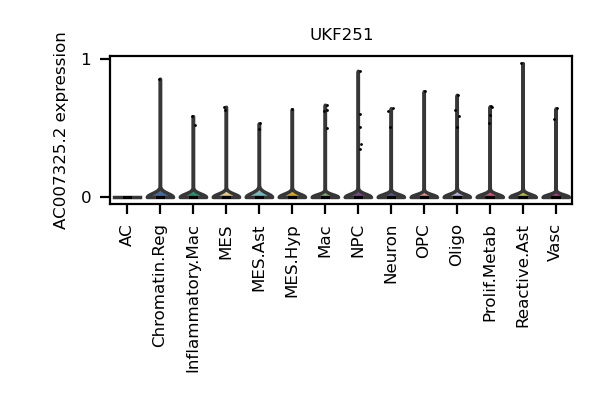 UKF251
AC007325.2 expression
1
0
AC
Chromatin.Reg
Inflammatory.Mac
MES
MES.Ast
MES.Hyp
Mac
NPC
Neuron
OPC
Oligo
Prolif.Metab
Reactive.Ast
Vasc